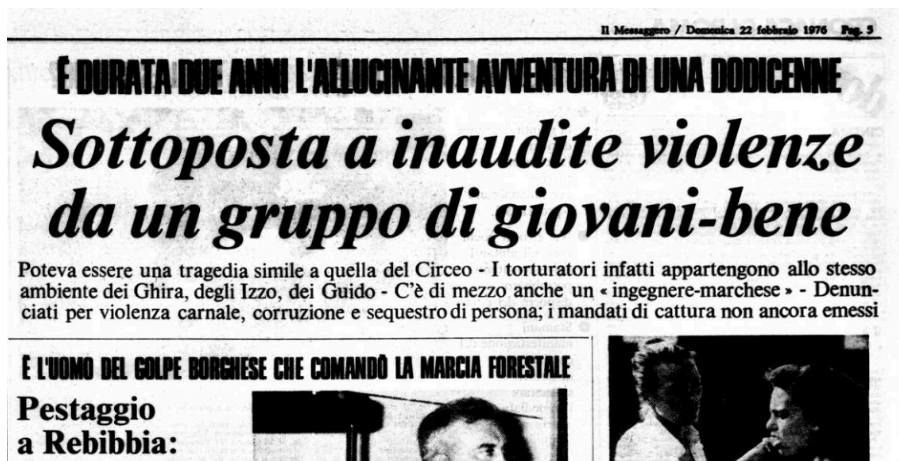 Il Messaggero / Domenica 22 febbraio 1976 Pag. 5
È DURATA DUE ANNI L'ALLUCINANTE AVVENTURA DI UNA DODICENNE
Sottoposta a inaudite violenze
da un gruppo di giovani-bene
Poteva essere una tragedia simile a quella del Circeo - I torturatori infatti appartengono allo stesso
ambiente dei Ghira, degli Izzo, dei Guido - C'è di mezzo anche un « ingegnere-marchese » - Denun-
ciati per violenza carnale, corruzione e sequestro di persona; i mandati di cattura non ancora emessi
È L'UOMO DEL GOLPE BORGHESE CHE COMANDÒ LA MARCIA FORESTALE
Pestaggio
a Rebibbia: